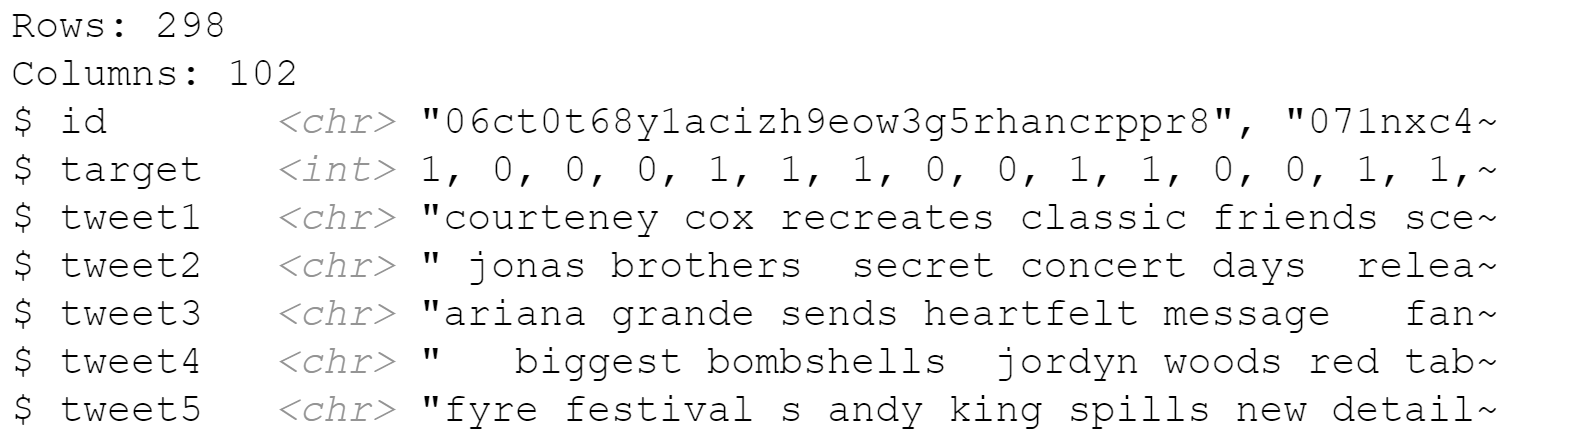 Rows: 298
Columns: 102
$ id       <chr> "06ct0t68y1acizh9eow3g5rhancrppr8", "071nxc4~
$ target   <int> 1, 0, 0, 0, 1, 1, 1, 0, 0, 1, 1, 0, 0, 1, 1,~
$ tweet1   <chr> "courteney cox recreates classic friends sce~
$ tweet2   <chr> " jonas brothers  secret concert days  relea~
$ tweet3   <chr> "ariana grande sends heartfelt message   fan~
$ tweet4   <chr> "   biggest bombshells  jordyn woods red tab~
$ tweet5   <chr> "fyre festival s andy king spills new detail~